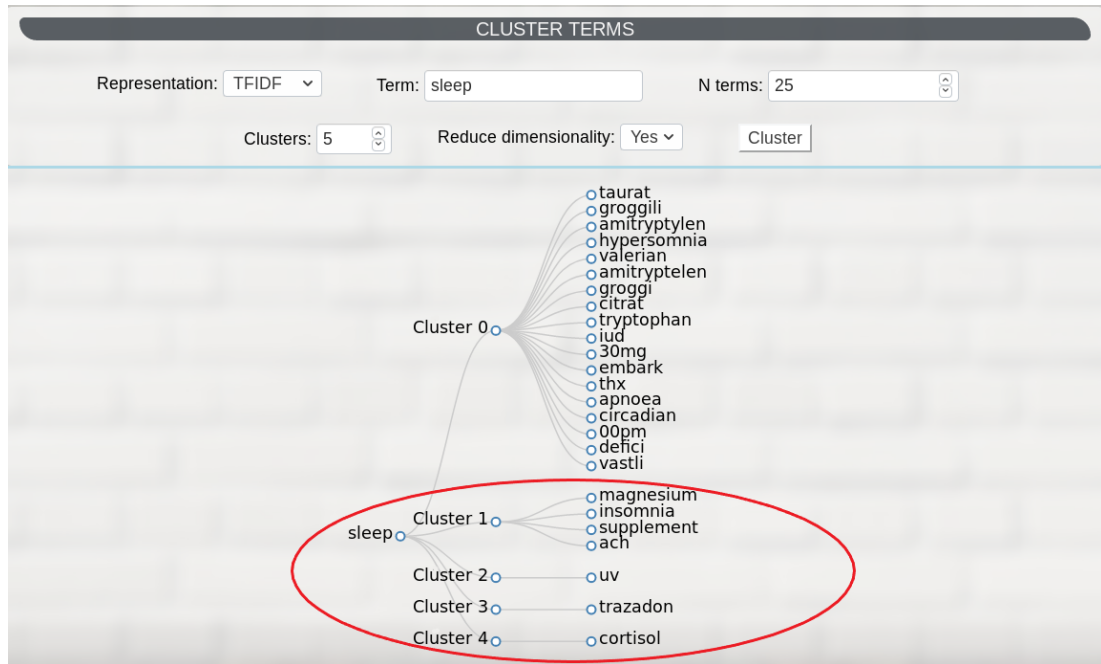 CLUSTER TERMS
Representation: TFIDF Term: sleep N terms: 25
Clusters: 5 Reduce dimensionality: Yes Cluster
taurat
groggili
amitryptylen
hypersomnia
valerian
amitryptelen
groggi
citrat
tryptophan
Cluster 0
iud
30mg
embark
thx
apnoea
circadian
00pm
defici
vastli
magnesium
insomnia
Cluster 1
supplement
sleep
ach
Cluster 2 uv
Cluster 3 trazadon
Cluster 4 cortisol